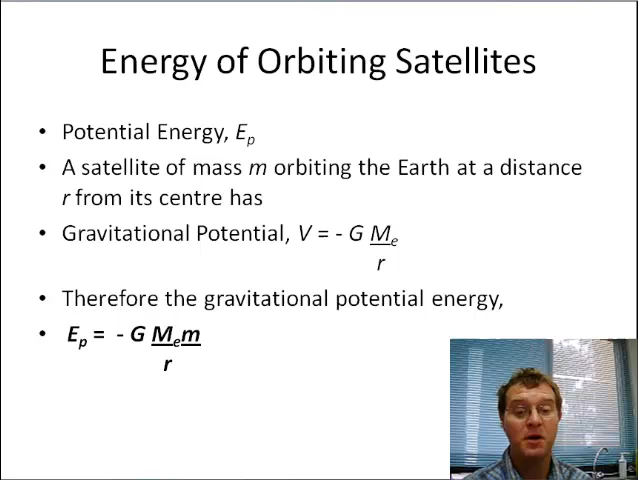 Energy of Orbiting Satellites
• Potential Energy, Ep
• A satellite of mass m orbiting the Earth at a distance
r from its centre has
• Gravitational Potential, V = - G Me
r
• Therefore the gravitational potential energy,
• Ep = - G Mem
r